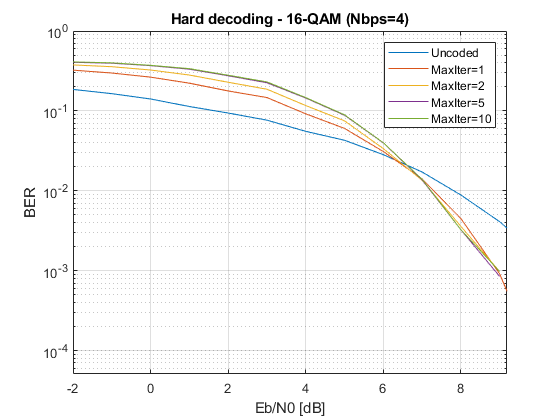 Hard decoding - 16-QAM (Nbps=4)
10^0
10^-1
10^-2
10^-3
10^-4
BER
-2 0 2 4 6 8
Eb/N0 [dB]
Uncoded
MaxIter=1
MaxIter=2
MaxIter=5
MaxIter=10